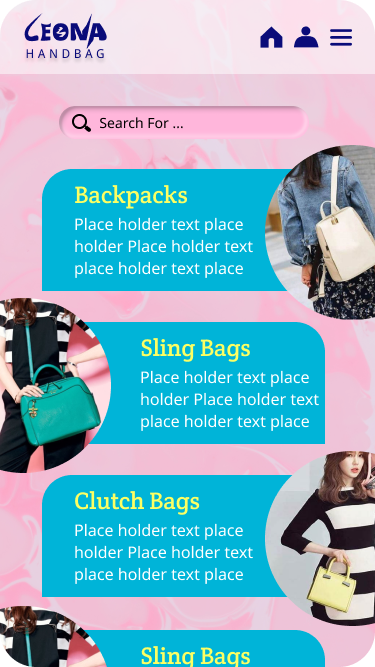 LEONA
HANDBAG
Search For ...
Backpacks
Place holder text place
holder Place holder text
place holder text place
Sling Bags
Place holder text place
holder Place holder text
place holder text place
Clutch Bags
Place holder text place
holder Place holder text
place holder text place
Sling Bags